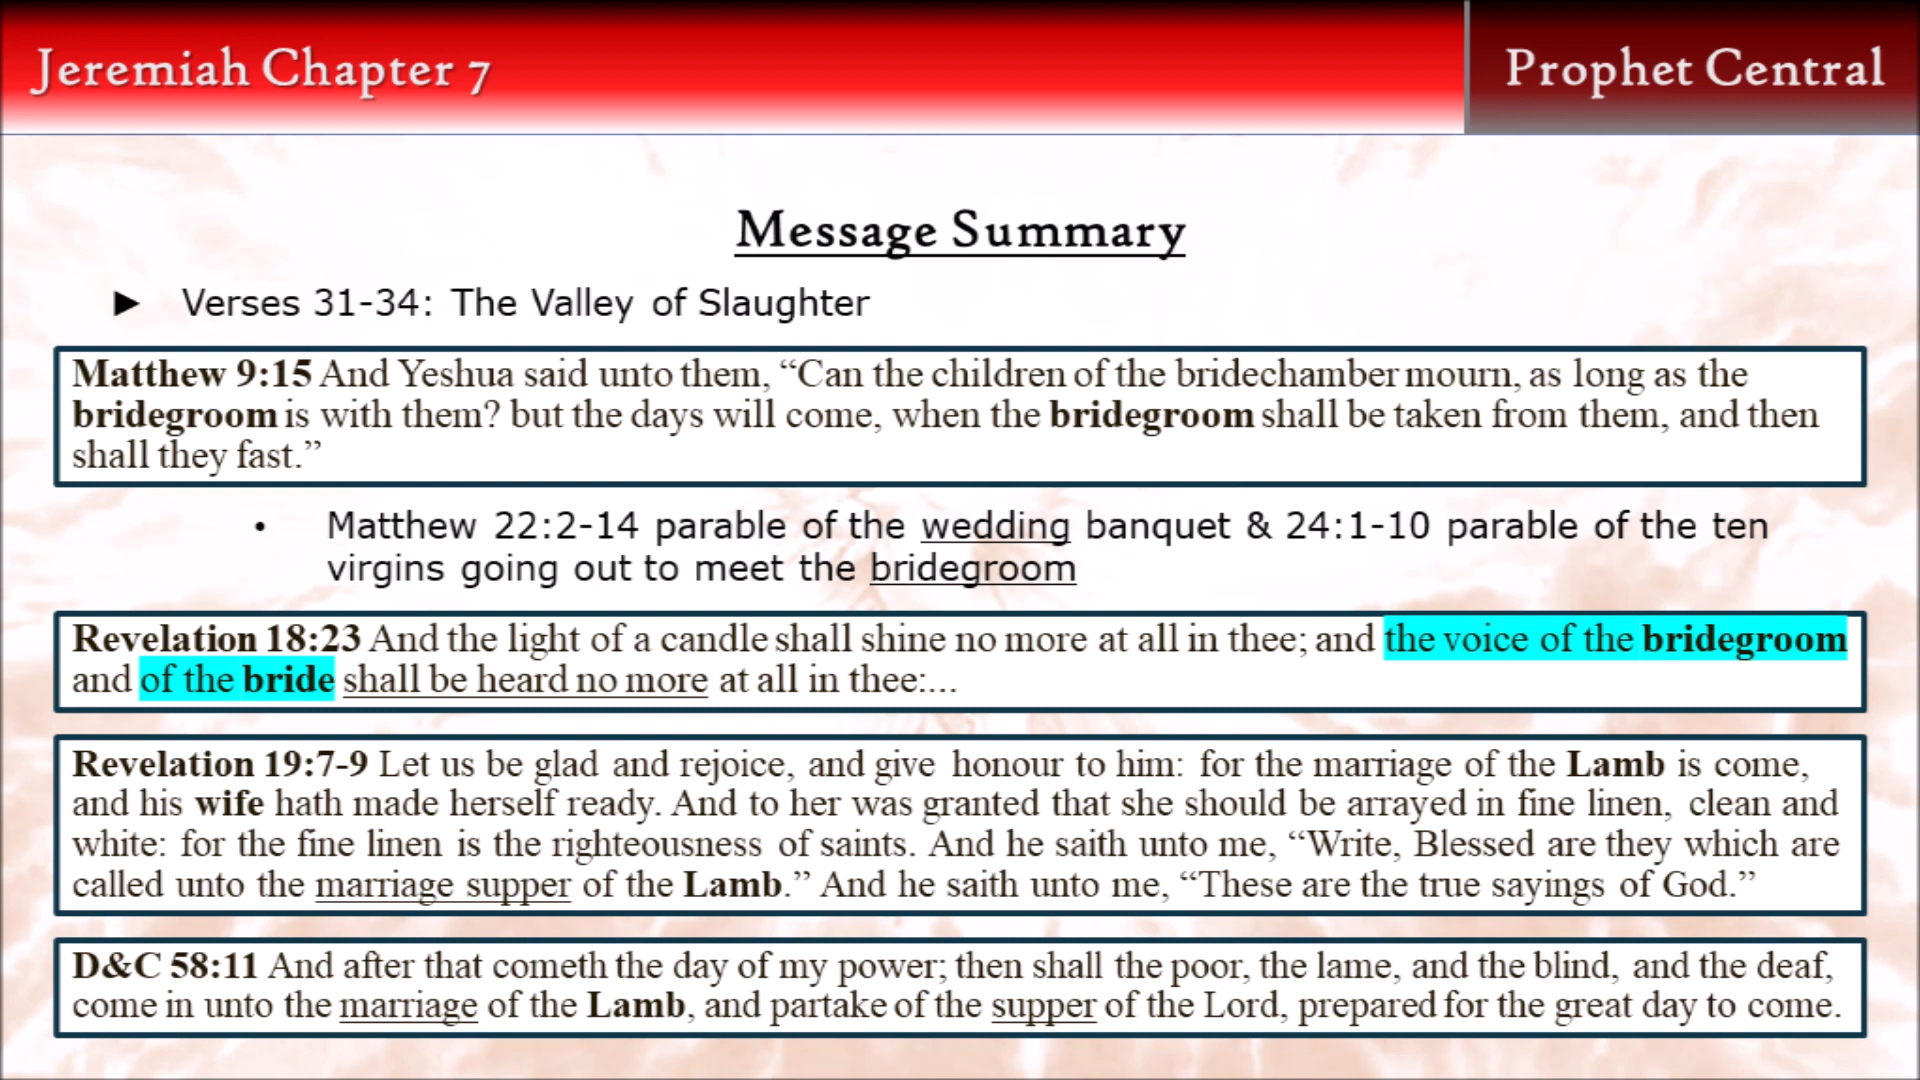 Jeremiah Chapter 7
Prophet Central
Message Summary
► Verses 31-34: The Valley of Slaughter
Matthew 9:15 And Yeshua said unto them, “Can the children of the bridechamber mourn, as long as the
bridegroom is with them? but the days will come, when the bridegroom shall be taken from them, and then
shall they fast.”
• Matthew 22:2-14 parable of the wedding banquet & 24:1-10 parable of the ten
virgins going out to meet the bridegroom
Revelation 18:23 And the light of a candle shall shine no more at all in thee; and the voice of the bridegroom
and of the bride shall be heard no more at all in thee:...
Revelation 19:7-9 Let us be glad and rejoice, and give honour to him: for the marriage of the Lamb is come,
and his wife hath made herself ready. And to her was granted that she should be arrayed in fine linen, clean and
white: for the fine linen is the righteousness of saints. And he saith unto me, “Write, Blessed are they which are
called unto the marriage supper of the Lamb.” And he saith unto me, “These are the true sayings of God.”
D&C 58:11 And after that cometh the day of my power; then shall the poor, the lame, and the blind, and the deaf,
come in unto the marriage of the Lamb, and partake of the supper of the Lord, prepared for the great day to come.